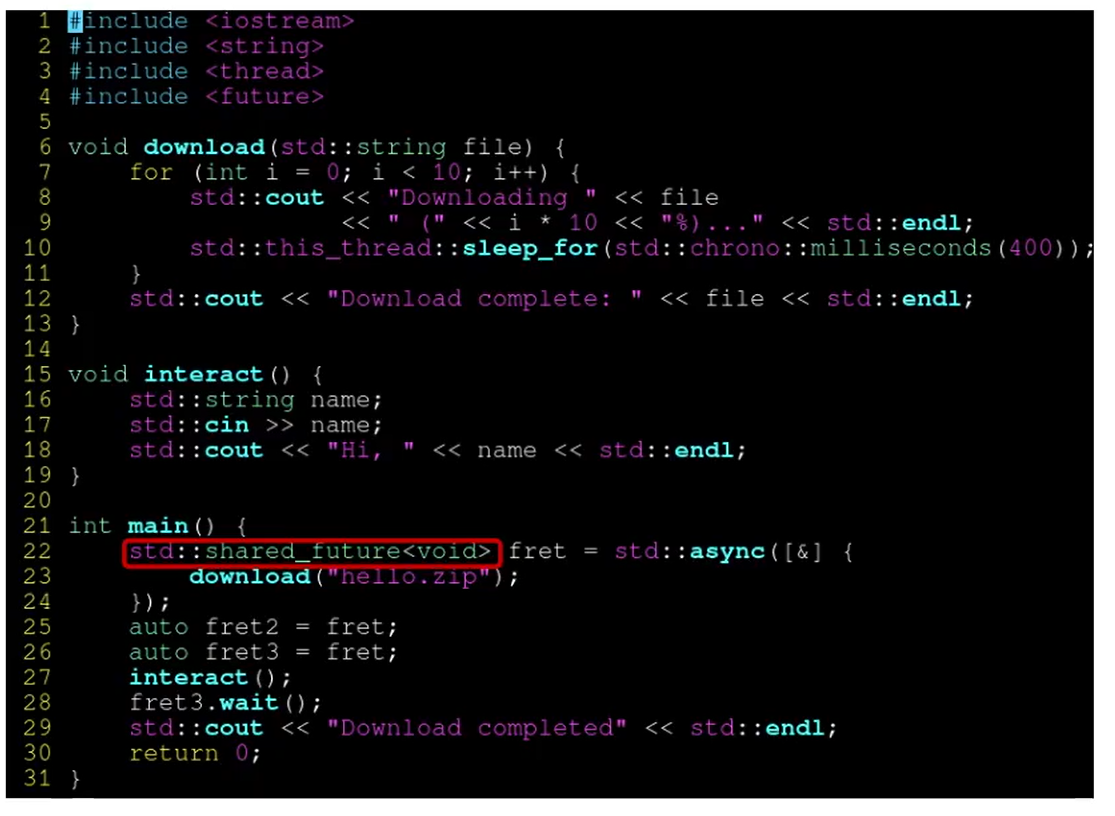 1 #include <iostream>
2 #include <string>
3 #include <thread>
4 #include <future>
5
6 void download(std::string file) {
7     for (int i = 0; i < 10; i++) {
8         std::cout << "Downloading " << file
9                   << " (" << i * 10 << "%)..." << std::endl;
10         std::this_thread::sleep_for(std::chrono::milliseconds(400));
11     }
12     std::cout << "Download complete: " << file << std::endl;
13 }
14
15 void interact() {
16     std::string name;
17     std::cin >> name;
18     std::cout << "Hi, " << name << std::endl;
19 }
20
21 int main() {
22     std::shared_future<void> fret = std::async([&] {
23         download("hello.zip");
24     });
25     auto fret2 = fret;
26     auto fret3 = fret;
27     interact();
28     fret3.wait();
29     std::cout << "Download completed" << std::endl;
30     return 0;
31 }